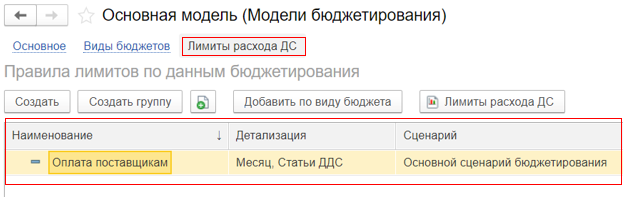 Основная модель (Модели бюджетирования)
Основное Виды бюджетов Лимиты расхода ДС
Правила лимитов по данным бюджетирования
Создать Создать группу Добавить по виду бюджета Лимиты расхода ДС
Наименование ↓ Детализация Сценарий
Оплата поставщикам Месяц, Статьи ДДС Основной сценарий бюджетирования